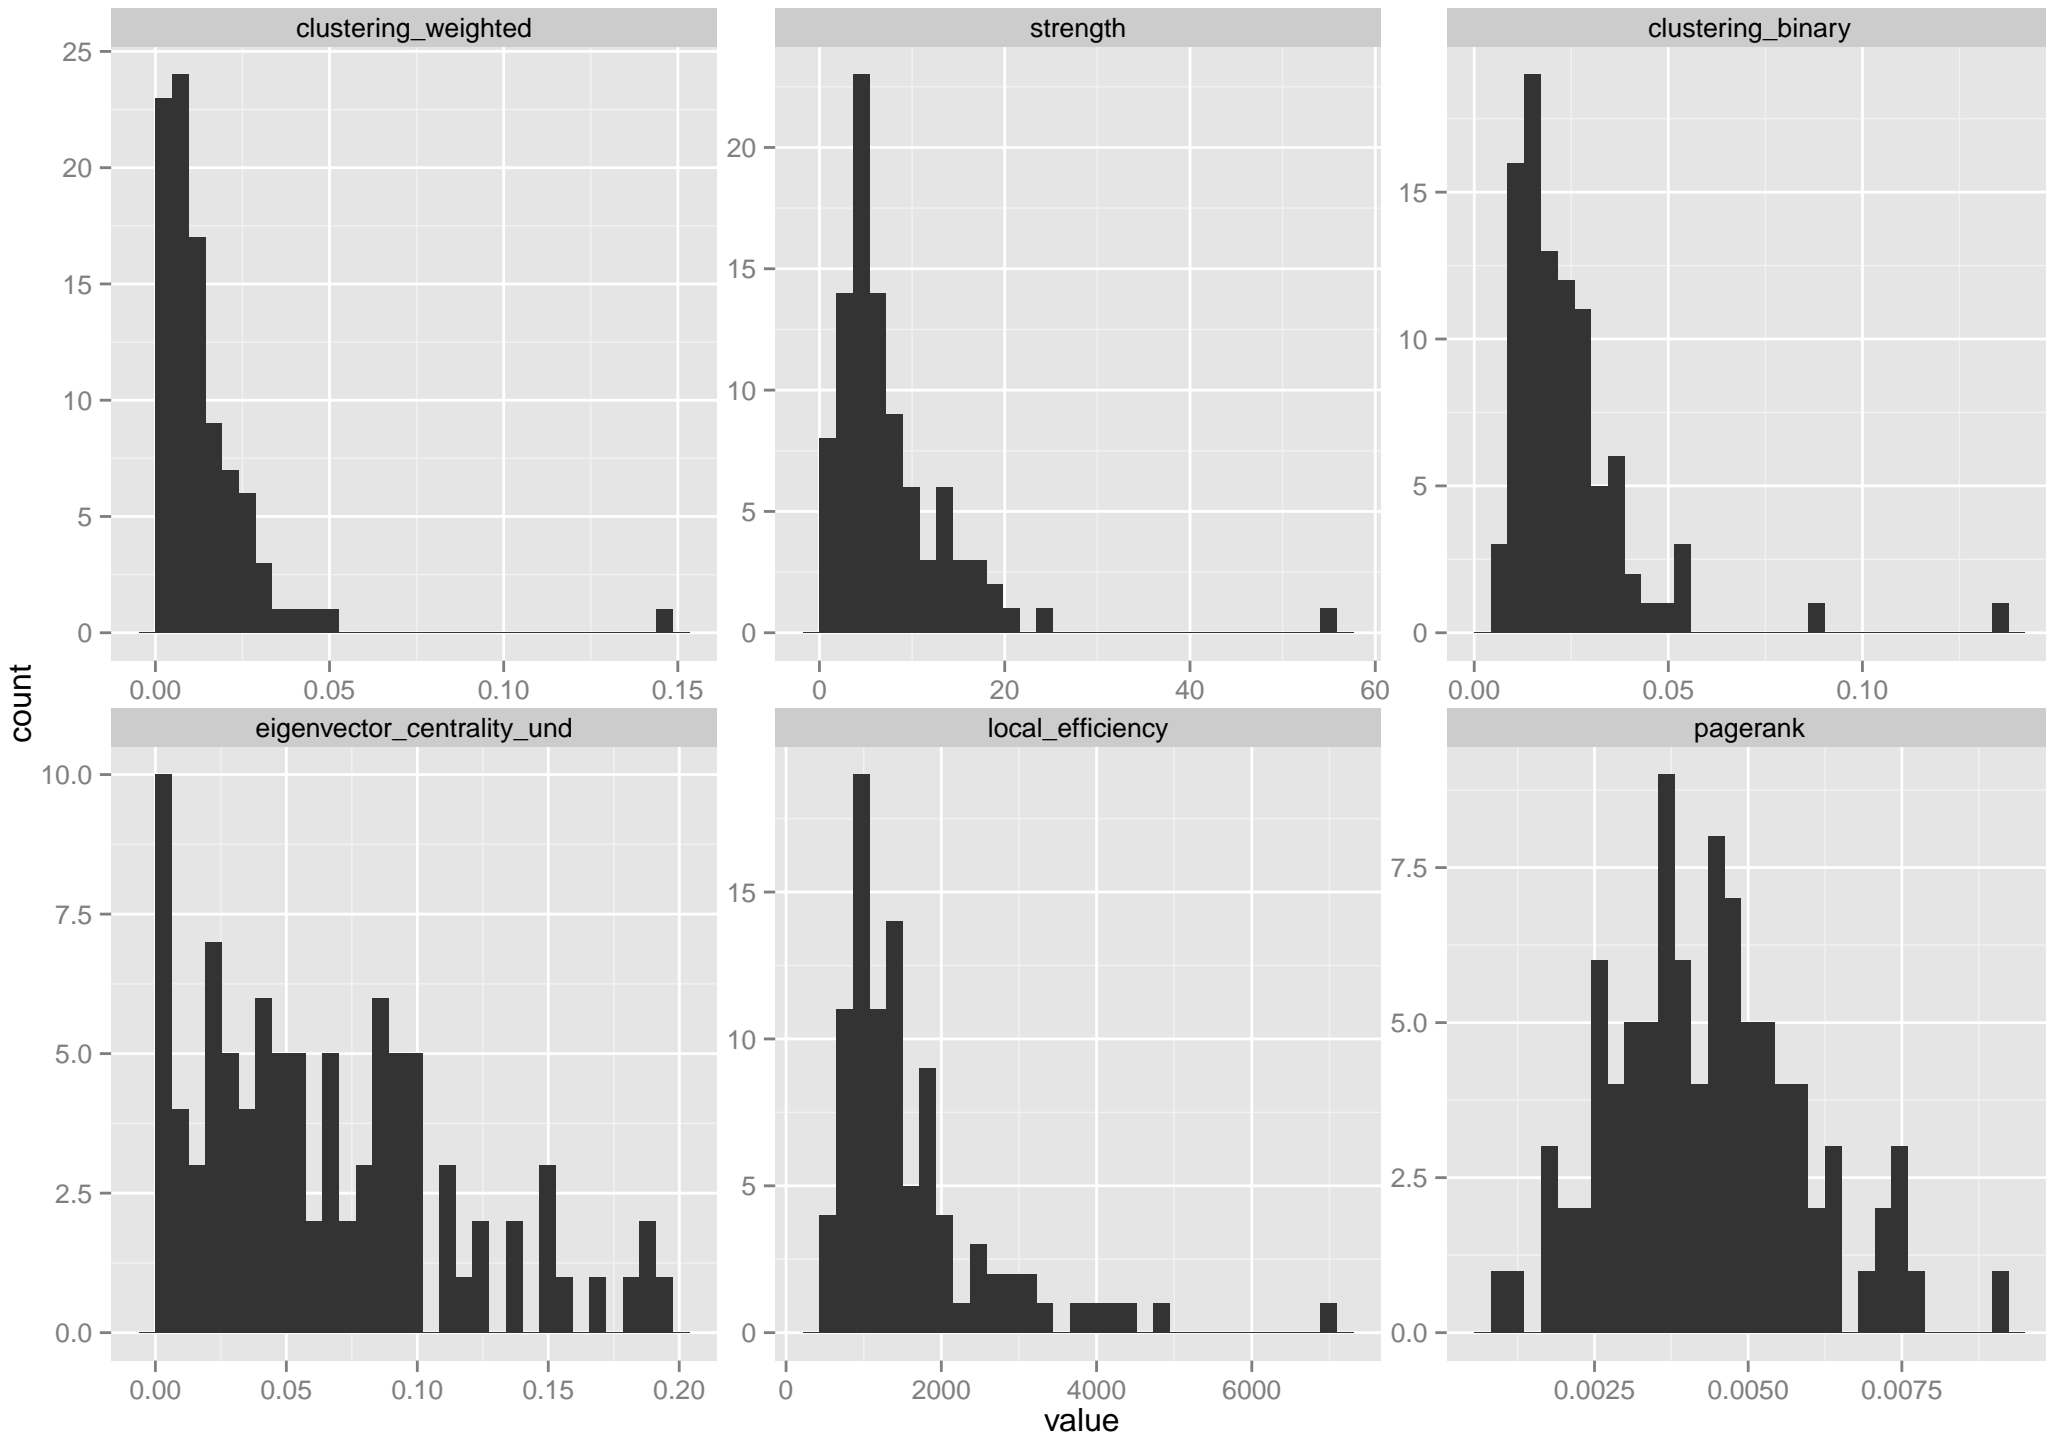 clustering_weighted
strength
clustering_binary
25
20
15
10
5
0
20
15
10
5
0
15
10
5
0
0.00 0.05 0.10 0.15
0 20 40 60
0.00 0.05 0.10
eigenvector_centrality_und
local_efficiency
pagerank
10.0
7.5
5.0
2.5
0.0
15
10
5
0
7.5
5.0
2.5
0.0
0.00 0.05 0.10 0.15 0.20
0 2000 4000 6000
0.0025 0.0050 0.0075
count
value